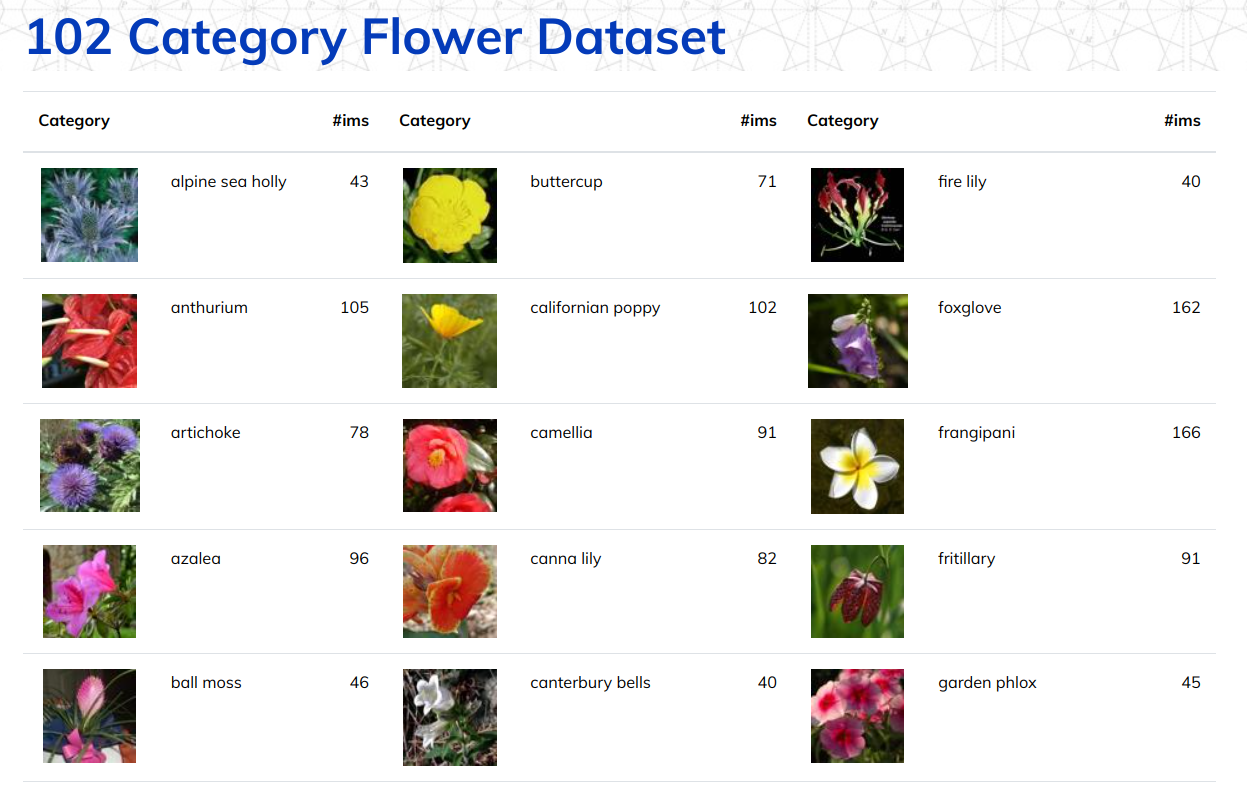 102 Category Flower Dataset
Category #ims Category #ims Category #ims
alpine sea holly 43 buttercup 71 fire lily 40
anthurium 105 californian poppy 102 foxglove 162
artichoke 78 camellia 91 frangipani 166
azalea 96 canna lily 82 fritillary 91
ball moss 46 canterbury bells 40 garden phlox 45